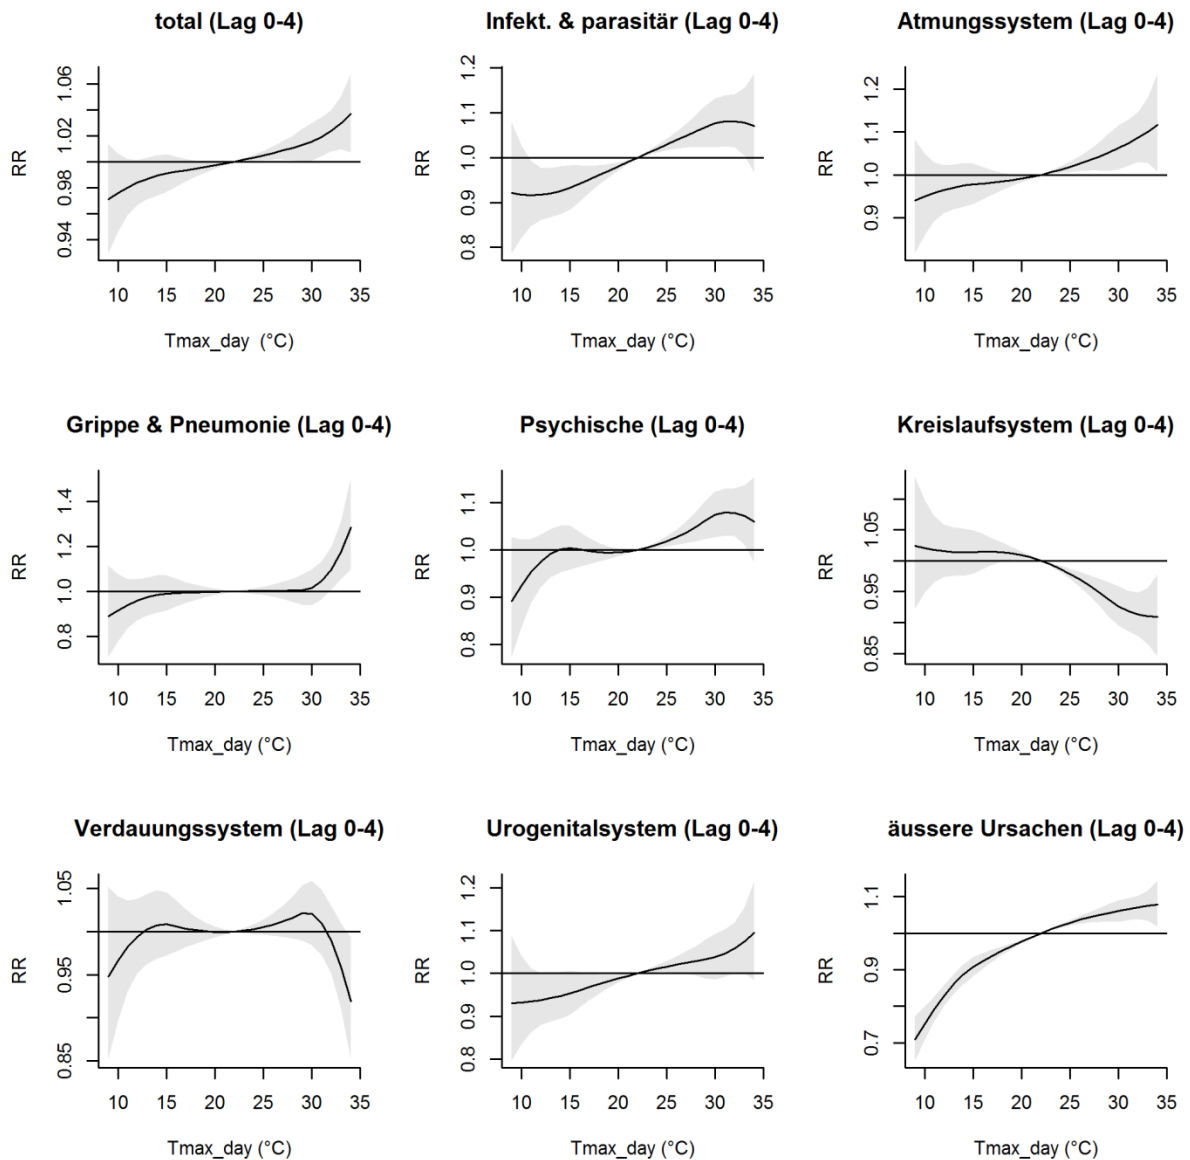 total (Lag 0-4)
RR
1.06
1.02
0.98
0.94
10 15 20 25 30 35
Tmax_day (°C)
Infekt. & parasitär (Lag 0-4)
RR
1.2
1.1
1.0
0.9
0.8
10 15 20 25 30 35
Tmax_day (°C)
Atmungssystem (Lag 0-4)
RR
1.2
1.1
1.0
0.9
10 15 20 25 30 35
Tmax_day (°C)
Grippe & Pneumonie (Lag 0-4)
RR
1.4
1.2
1.0
0.8
10 15 20 25 30 35
Tmax_day (°C)
Psychische (Lag 0-4)
RR
1.1
1.0
0.9
0.8
10 15 20 25 30 35
Tmax_day (°C)
Kreislaufsystem (Lag 0-4)
RR
1.05
0.95
0.85
10 15 20 25 30 35
Tmax_day (°C)
Verdauungssystem (Lag 0-4)
RR
1.05
0.95
0.85
10 15 20 25 30 35
Tmax_day (°C)
Urogenitalsystem (Lag 0-4)
RR
1.2
1.1
1.0
0.9
0.8
10 15 20 25 30 35
Tmax_day (°C)
äussere Ursachen (Lag 0-4)
RR
1.1
0.9
0.7
10 15 20 25 30 35
Tmax_day (°C)